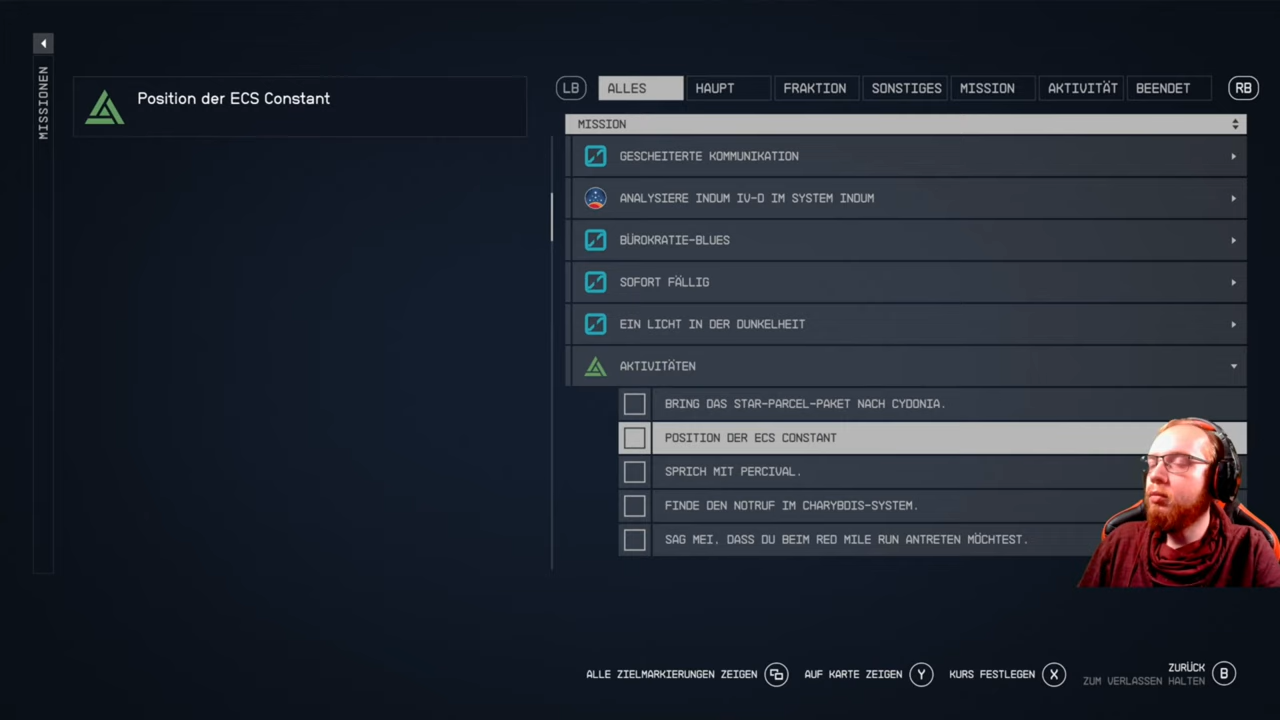 MISSIONEN
Position der ECS Constant
LB ALLES HAUPT FRAKTION SONSTIGES MISSION AKTIVITÄT BEENDET RB
MISSION
GESCHEITERTE KOMMUNIKATION
ANALYSIERE INDUM IV-D IM SYSTEM INDUM
BÜROKRATIE-BLUES
SOFORT FÄLLIG
EIN LICHT IN DER DUNKELHEIT
AKTIVITÄTEN
BRING DAS STAR-PARCEL-PAKET NACH CYDONIA.
POSITION DER ECS CONSTANT
SPRICH MIT PERCIVAL.
FINDE DEN NOTRUF IM CHARYBDIS-SYSTEM.
SAG MEI, DASS DU BEIM RED MILE RUN ANTRETEN MÖCHTEST.
ALLE ZIELMARKIERUNGEN ZEIGEN AUF KARTE ZEIGEN Y KURS FESTLEGEN X ZURÜCK B
ZUM VERLASSEN HALTEN